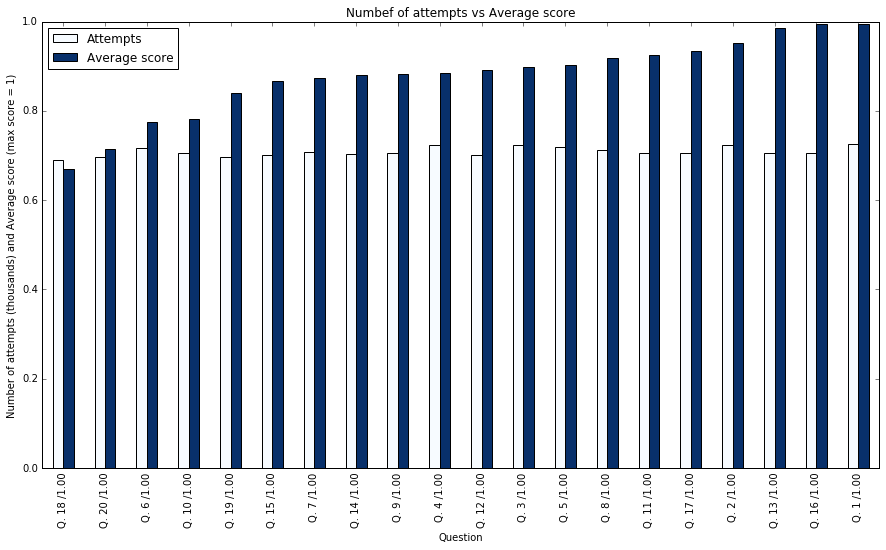 Numbef of attempts vs Average score
Attempts
Average score
Number of attempts (thousands) and Average score (max score = 1)
1.0
0.8
0.6
0.4
0.2
0.0
Q. 18 /1.00
Q. 20 /1.00
Q. 6 /1.00
Q. 10 /1.00
Q. 19 /1.00
Q. 15 /1.00
Q. 7 /1.00
Q. 14 /1.00
Q. 9 /1.00
Q. 4 /1.00
Q. 12 /1.00
Q. 3 /1.00
Q. 5 /1.00
Q. 8 /1.00
Q. 11 /1.00
Q. 17 /1.00
Q. 2 /1.00
Q. 13 /1.00
Q. 16 /1.00
Q. 1 /1.00
Question